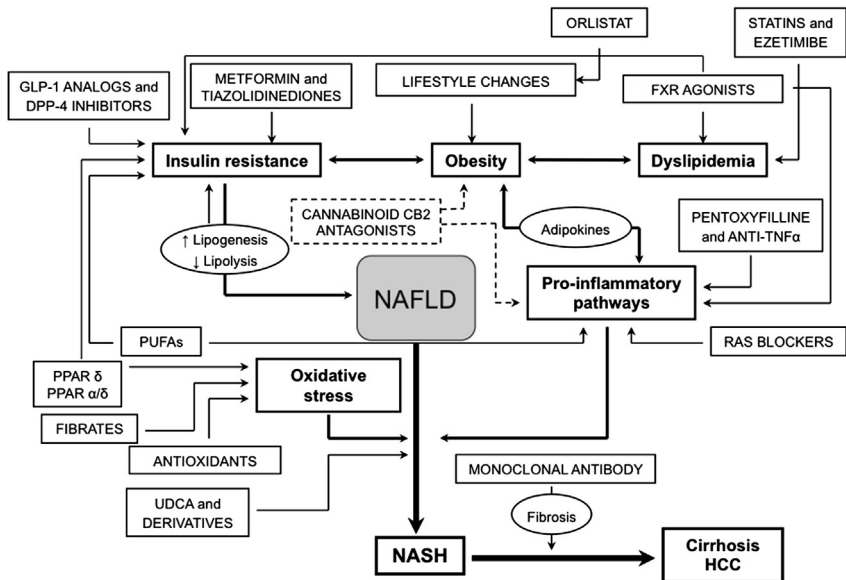 ORLISTAT
STATINS and
EZETIMIBE
GLP-1 ANALOGS and
DPP-4 INHIBITORS
METFORMIN and
TIAZOLIDINEDIONES
LIFESTYLE CHANGES
FXR AGONISTS
Insulin resistance
Obesity
Dyslipidemia
CANNABINOID CB2
ANTAGONISTS
↑ Lipogenesis
↓ Lipolysis
Adipokines
PENTOXYFILLINE
and ANTI-TNFα
NAFLD
Pro-inflammatory
pathways
PUFAs
RAS BLOCKERS
PPAR δ
PPAR α/δ
Oxidative
stress
FIBRATES
ANTIOXIDANTS
MONOCLONAL ANTIBODY
UDCA and
DERIVATIVES
Fibrosis
NASH
Cirrhosis
HCC